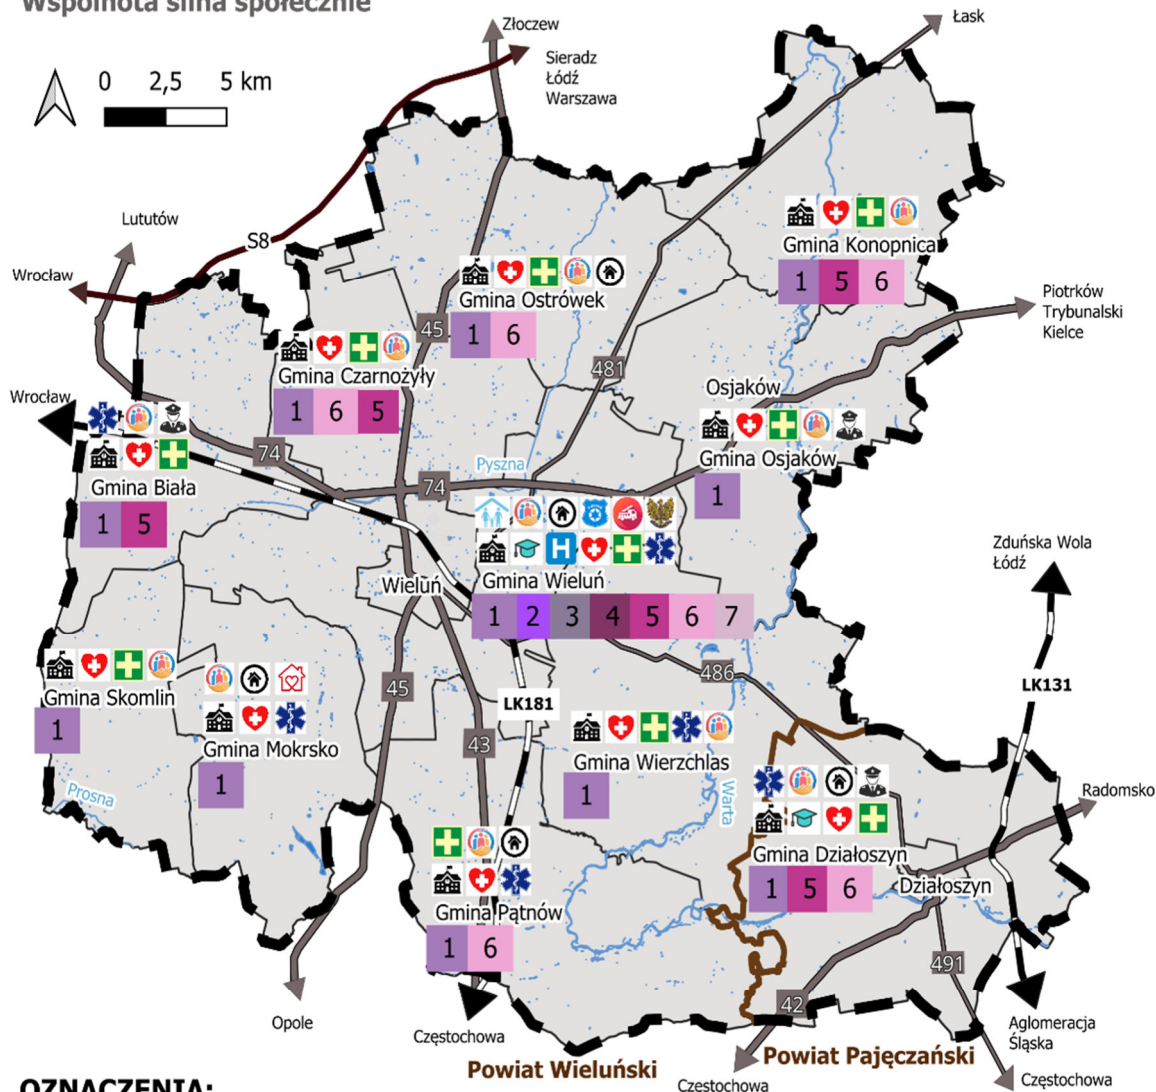 Wspólnota silna społecznie
Złoczew
Łask
Sieradz
Łódź
Warszawa
0 2,5 5 km
Lututów
S8
Wrocław
Gmina Konopnica
1 5 6
Gmina Ostrówek
1 6
45
Piotrków
Trybunalski
Kielce
Gmina Czarnożyły
1 6 5
481
Osjaków
Wrocław
Gmina Osjaków
1
74
Pyszna
74
Gmina Biała
1 5
H
Gmina Wieluń
Wieluń
1 2 3 4 5 6 7
Zduńska Wola
Łódź
Gmina Skomlin
1
Gmina Mokrsko
1
45
486
LK131
LK181
43
Gmina Wierzchlas
1
Prosna
Warta
Radomsko
Gmina Działoszyn
1 5 6
Działoszyn
Gmina Pątnów
1 6
491
42
Opole
Częstochowa
Aglomeracja
Śląska
Powiat Wieluński
Powiat Pajęczański
Częstochowa
Częstochowa
OZNACZENIA: